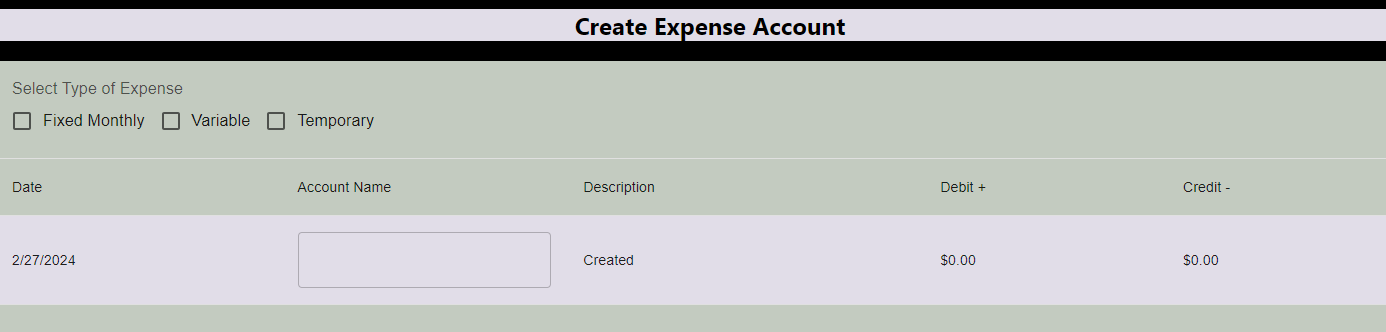 Create Expense Account
Select Type of Expense
Fixed Monthly Variable Temporary
Date Account Name Description Debit + Credit -
2/27/2024 Created $0.00 $0.00